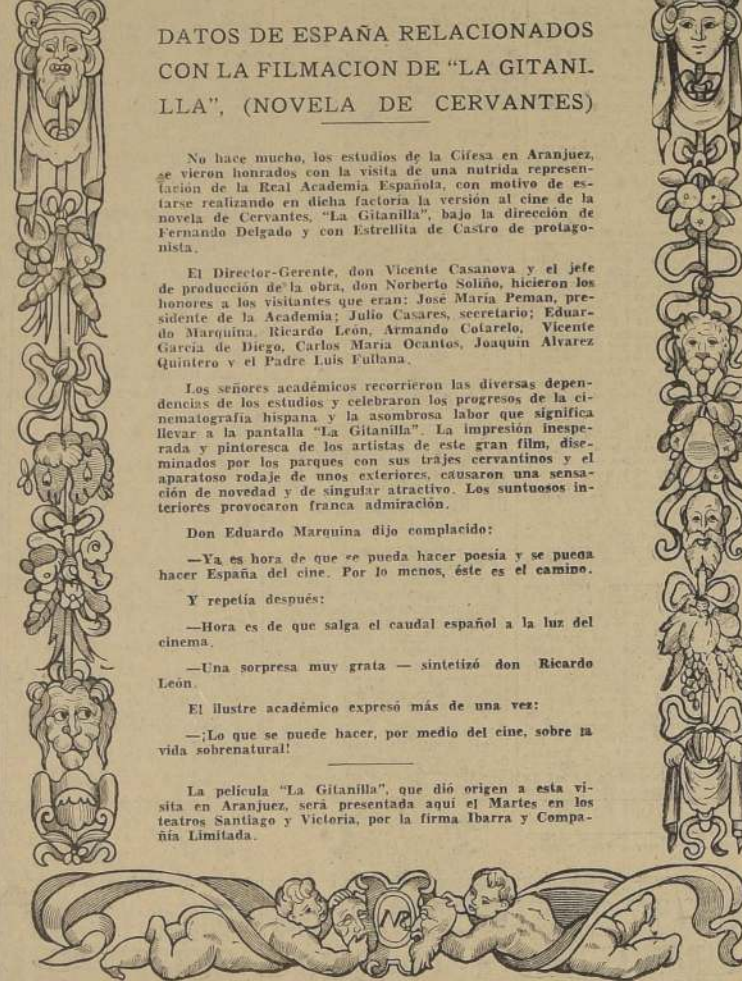 DATOS DE ESPAÑA RELACIONADOS
CON LA FILMACION DE "LA GITANI-
LLA", (NOVELA DE CERVANTES)
No hace mucho, los estudios de la Cifesa en Aranjuez,
se vieron honrados con la visita de una nutrida represen-
tación de la Real Academia Española, con motivo de es-
tarse realizando en dicha factoría la versión al cine de la
novela de Cervantes, "La Gitanilla", bajo la dirección de
Fernando Delgado y con Estrellita de Castro de protago-
nista.
El Director-Gerente, don Vicente Casanova y el jefe
de producción de la obra, don Norberto Soliño, hicieron los
honores a los visitantes que eran: José María Peman, pre-
sidente de la Academia; Julio Casares, secretario; Eduar-
do Marquina, Ricardo León, Armando Cotarelo, Vicente
García de Diego, Carlos María Ocantos, Joaquín Alvarez
Quintero y el Padre Luis Fullana.
Los señores académicos recorrieron las diversas depen-
dencias de los estudios y celebraron los progresos de la ci-
nematografía hispana y la asombrosa labor que significa
llevar a la pantalla "La Gitanilla". La impresión inespe-
rada y pintoresca de los artistas de este gran film, dise-
minados por los parques con sus trajes cervantinos y el
aparatoso rodaje de unos exteriores, causaron una sensa-
ción de novedad y de singular atractivo. Los suntuosos in-
teriores provocaron franca admiración.
Don Eduardo Marquina dijo complacido:
—Ya es hora de que se pueda hacer poesía y se pueda
hacer España del cine. Por lo menos, éste es el camino.
Y repetía después:
—Hora es de que salga el caudal español a la luz del
cinema.
—Una sorpresa muy grata — sintetizó don Ricardo
León.
El ilustre académico expresó más de una vez:
—¡Lo que se puede hacer, por medio del cine, sobre la
vida sobrenatural!
La película "La Gitanilla", que dió origen a esta vi-
sita en Aranjuez, será presentada aquí el Martes en los
teatros Santiago y Victoria, por la firma Ibarra y Compa-
ñía Limitada.